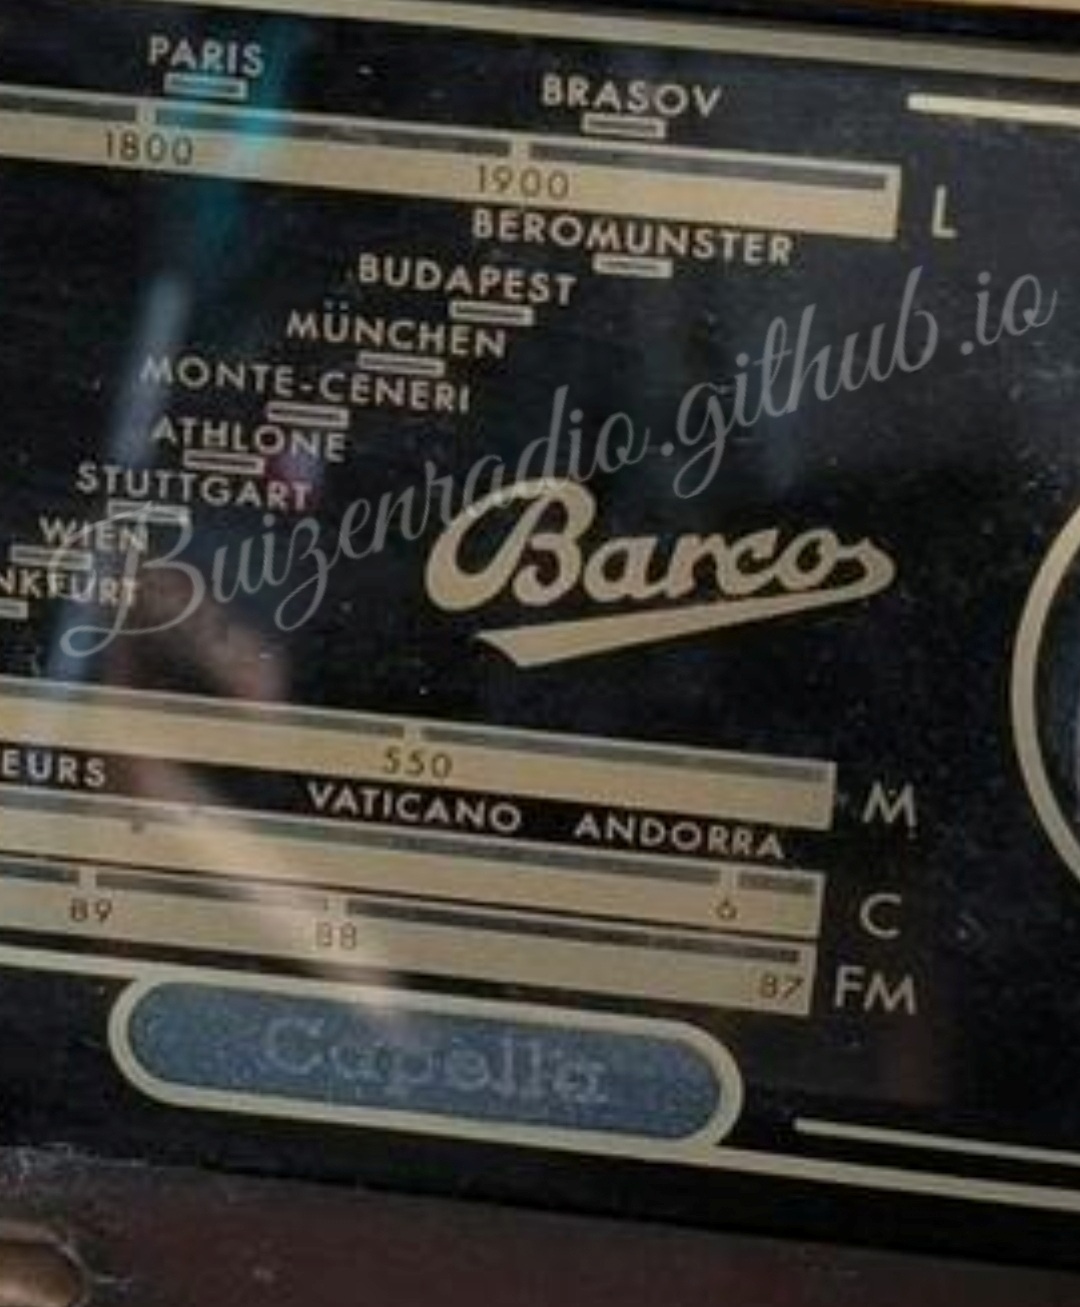 PARIS
BRASOV
1800
1900
L
BEROMUNSTER
BUDAPEST
MÜNCHEN
MONTE-CENERI
ATHLONE
STUTTGART
WIEN
NKFURT
Buizenradio.github.io
Barco
550
M
EURS
VATICANO ANDORRA
6
C
89
88
87
FM
Capella